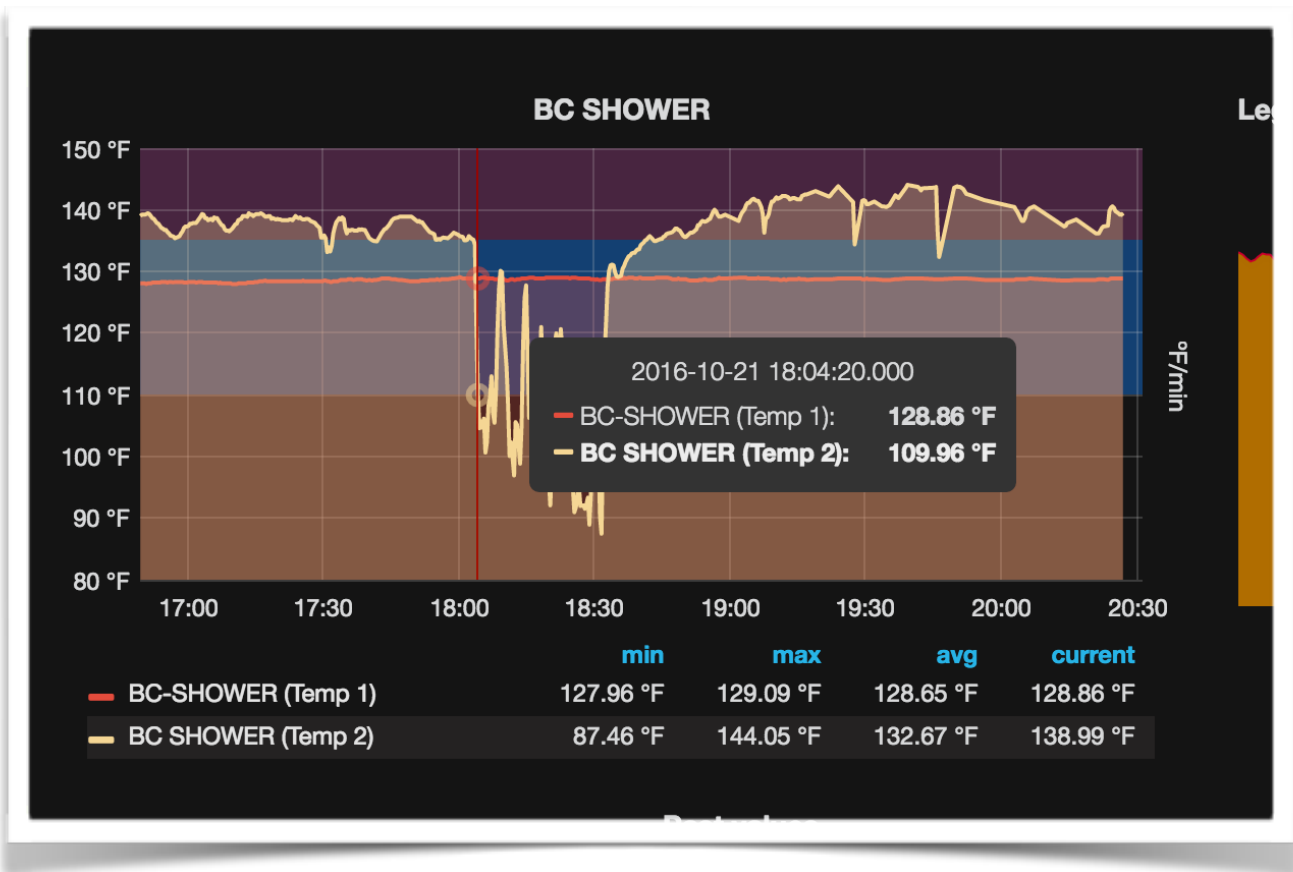 BC SHOWER
150 °F
140 °F
130 °F
120 °F
110 °F
100 °F
90 °F
80 °F
°F/min
2016-10-21 18:04:20.000
BC-SHOWER (Temp 1): 128.86 °F
BC SHOWER (Temp 2): 109.96 °F
17:00 17:30 18:00 18:30 19:00 19:30 20:00 20:30
min max avg current
BC-SHOWER (Temp 1) 127.96 °F 129.09 °F 128.65 °F 128.86 °F
BC SHOWER (Temp 2) 87.46 °F 144.05 °F 132.67 °F 138.99 °F